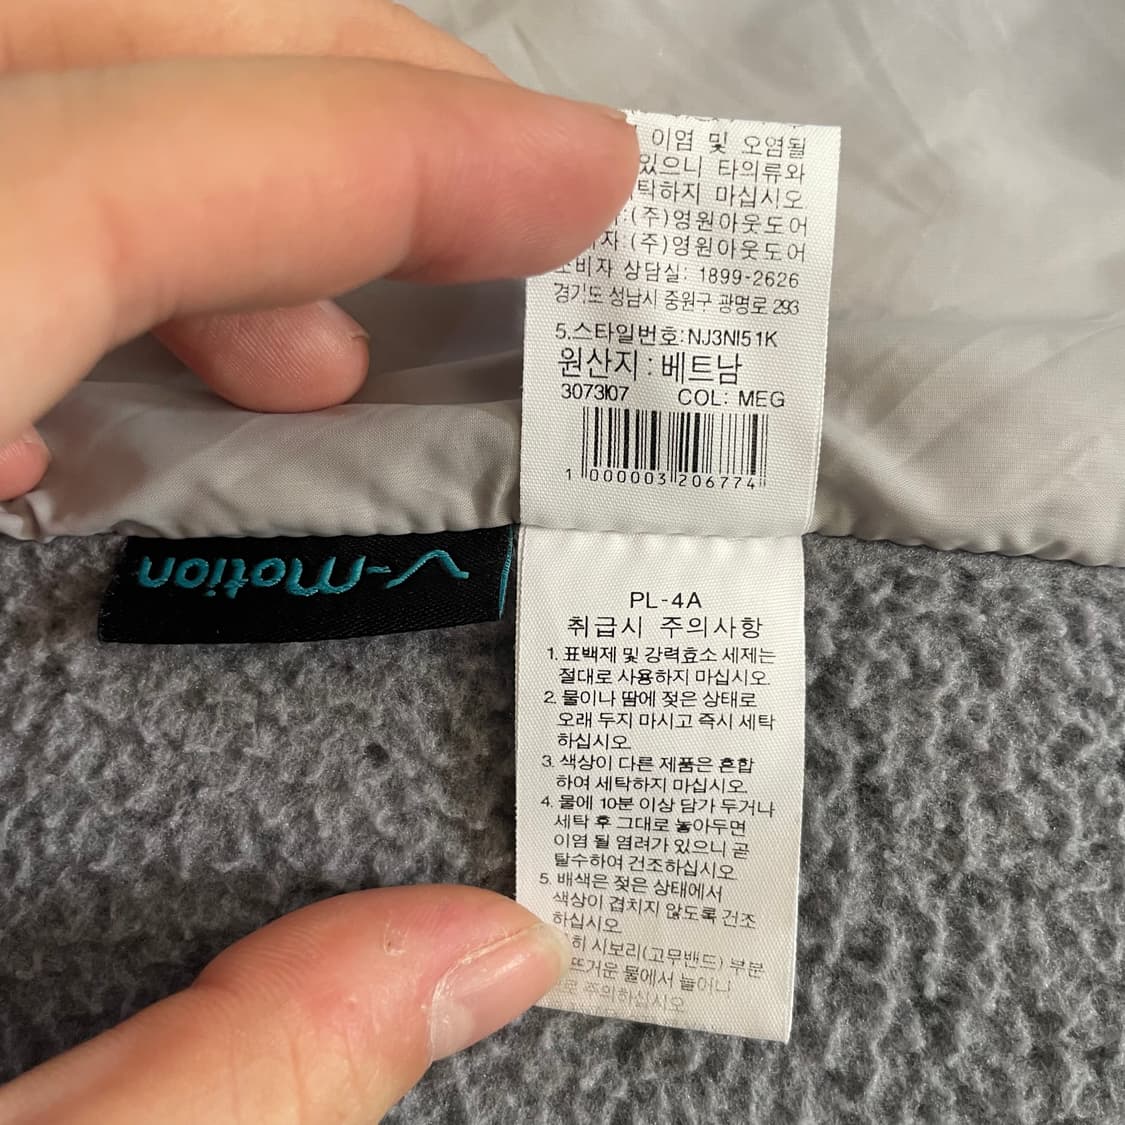 이염 및 오염될
있으니 타의류와
탁하지 마십시오
:(주)영원아웃도어
자:(주)영원아웃도어
소비자 상담실: 1899-2626
경기도 성남시 중원구 광명로 293
5.스타일번호:NJ3NI51K
원산지 : 베트남
3073I07 COL: MEG
1 000003 206774
V-Motion
PL-4A
취급시 주의사항
1. 표백제 및 강력효소 세제는
절대로 사용하지 마십시오.
2. 물이나 땀에 젖은 상태로
오래 두지 마시고 즉시 세탁
하십시오.
3. 색상이 다른 제품은 혼합
하여 세탁하지 마십시오.
4. 물에 10분 이상 담가 두거나
세탁 후 그대로 놓아두면
이염 될 염려가 있으니 곧
탈수하여 건조하십시오.
5. 배색은 젖은 상태에서
색상이 겹치지 않도록 건조
하십시오.
히 시보리(고무밴드) 부분
뜨거운 물에서 늘어나
로 주의하십시오